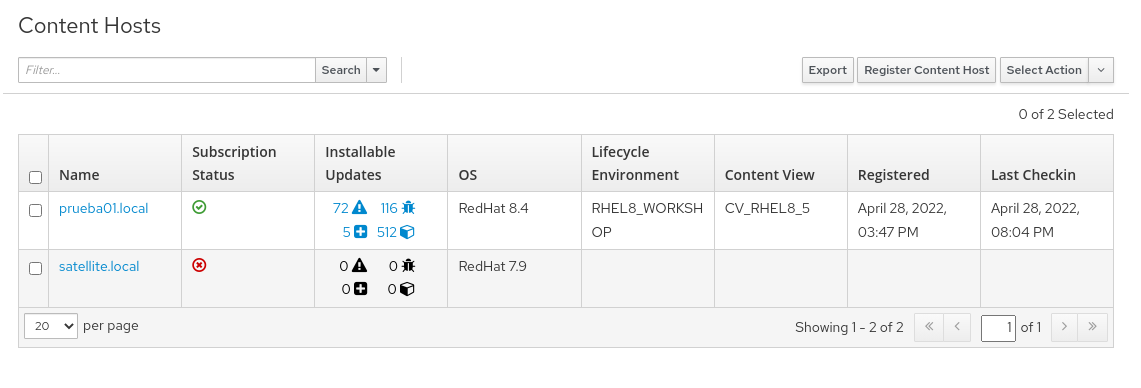 Content Hosts
Filter...
Search
Export
Register Content Host
Select Action
0 of 2 Selected
Name
Subscription
Status
Installable
Updates
OS
Lifecycle
Environment
Content View
Registered
Last Checkin
prueba01.local
72 116
5 512
RedHat 8.4
RHEL8_WORKSH
OP
CV_RHEL8_5
April 28, 2022,
03:47 PM
April 28, 2022,
08:04 PM
satellite.local
0 0
0 0
RedHat 7.9
20 per page
Showing 1 - 2 of 2
1 of 1